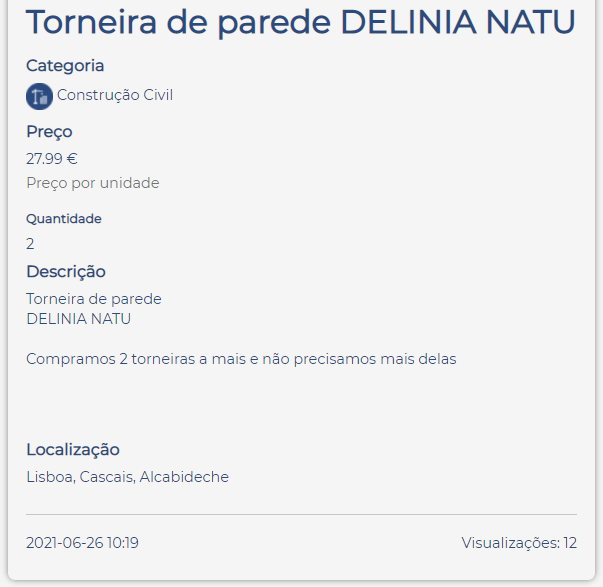 Torneira de parede DELINIA NATU
Categoria
Construção Civil
Preço
27.99 €
Preço por unidade
Quantidade
2
Descrição
Torneira de parede
DELINIA NATU
Compramos 2 torneiras a mais e não precisamos mais delas
Localização
Lisboa, Cascais, Alcabideche
2021-06-26 10:19 Visualizações: 12